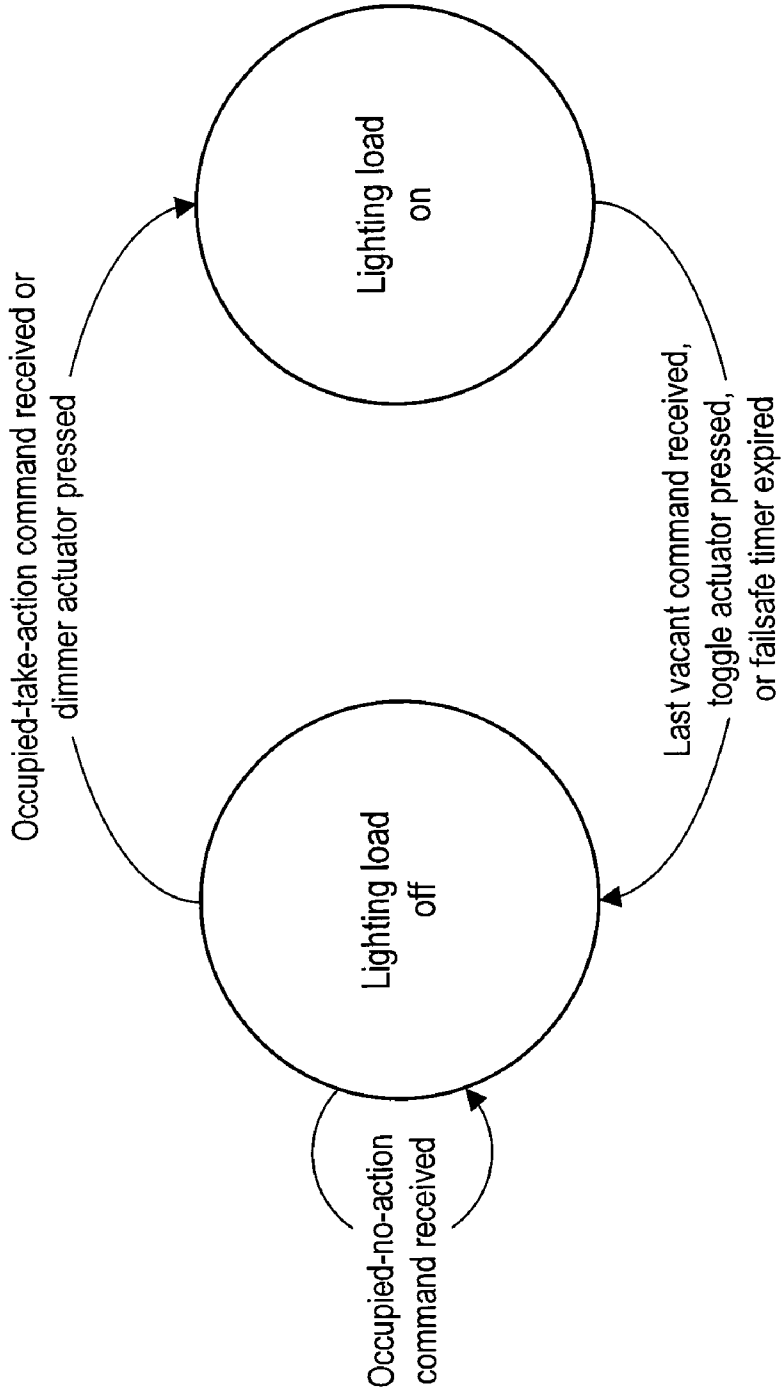 Occupied-take-action command received or
dimmer actuator pressed
Occupied-no-action
command received
Lighting load
off
Lighting load
on
Last vacant command received,
toggle actuator pressed,
or failsafe timer expired